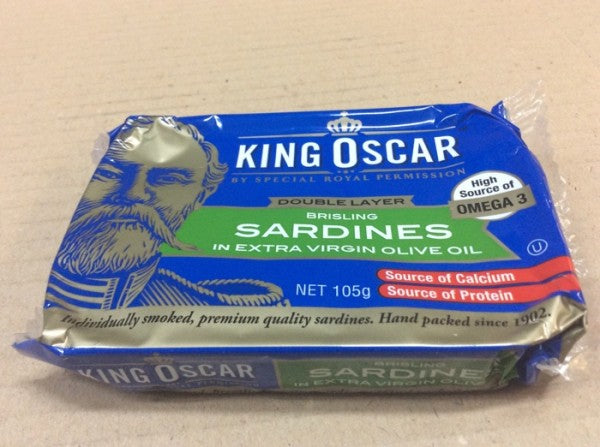 KING OSCAR
BY SPECIAL ROYAL PERMISSION
DOUBLE LAYER
BRISLING
SARDINES
IN EXTRA VIRGIN OLIVE OIL
High
Source of
OMEGA 3
U
NET 105g
Source of Calcium
Source of Protein
Individually smoked, premium quality sardines. Hand packed since 1902.
KING OSCAR
BRISLING
SARDINE
IN EXTRA VIRGIN OLIV